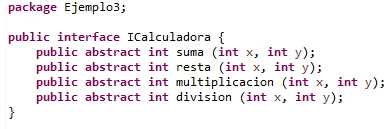 package Ejemplo3;
public interface ICalculadora {
public abstract int suma (int x, int y);
public abstract int resta (int x, int y);
public abstract int multiplicacion (int x, int y);
public abstract int division (int x, int y);
}